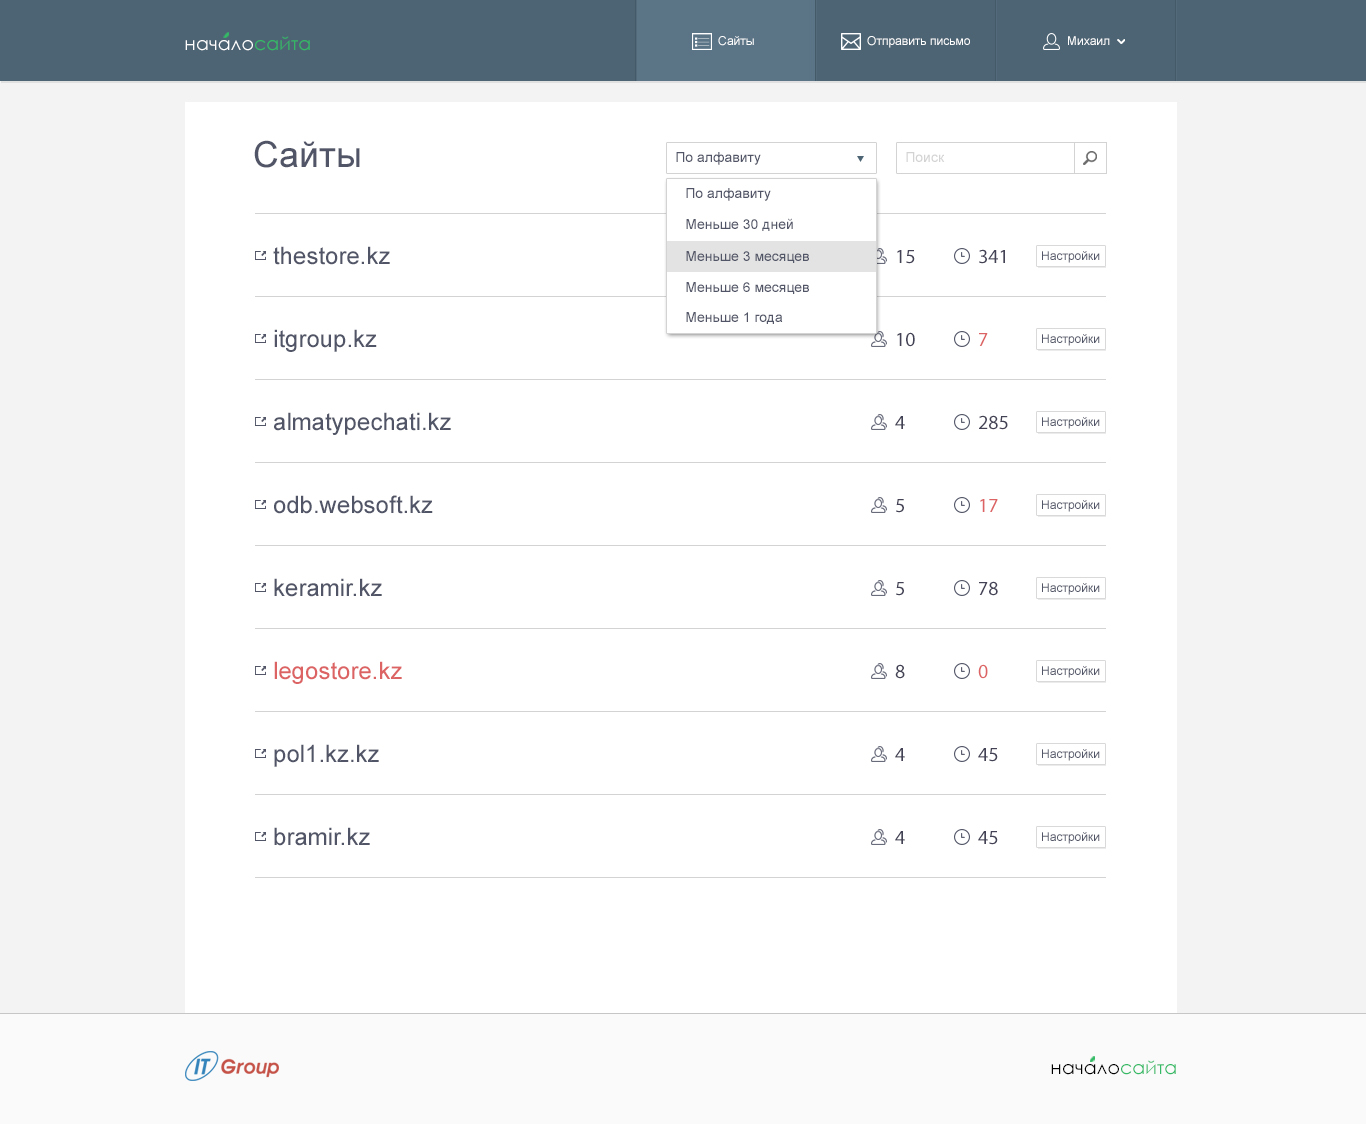 началосайта
Сайты
Отправить письмо
Михаил
Сайты
По алфавиту
Поиск
По алфавиту
Меньше 30 дней
Меньше 3 месяцев
Меньше 6 месяцев
Меньше 1 года
thestore.kz 15 341 Настройки
itgroup.kz 10 7 Настройки
almatypechati.kz 4 285 Настройки
odb.websoft.kz 5 17 Настройки
keramir.kz 5 78 Настройки
legostore.kz 8 0 Настройки
pol1.kz.kz 4 45 Настройки
bramir.kz 4 45 Настройки
IT Group
началосайта